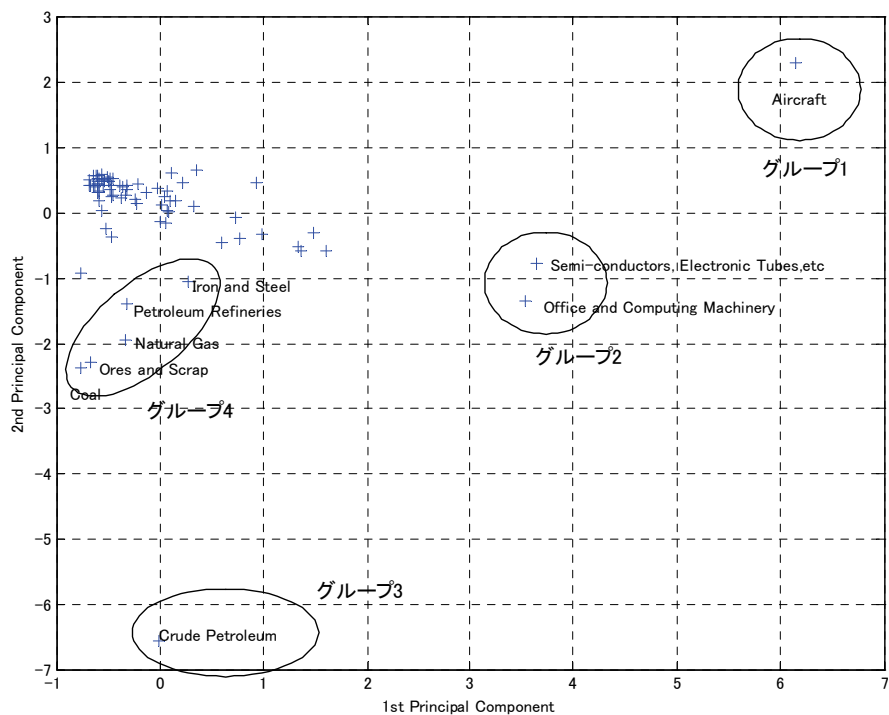 3
2
1
0
-1
-2
-3
-4
-5
-6
-7
2nd Principal Component
Aircraft
グループ1
Semi-conductors, Electronic Tubes,etc
Office and Computing Machinery
グループ2
Iron and Steel
Petroleum Refineries
Natural Gas
Ores and Scrap
Coal
グループ4
グループ3
Crude Petroleum
-1 0 1 2 3 4 5 6 7
1st Principal Component